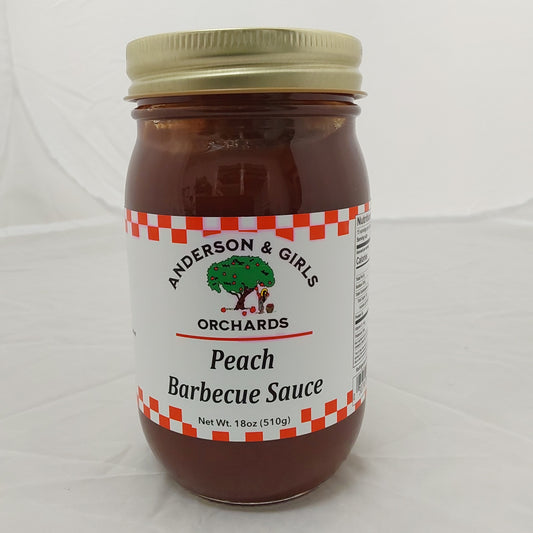 ANDERSON & GIRLS
ORCHARDS
Peach
Barbecue Sauce
Net Wt. 18oz (510g)